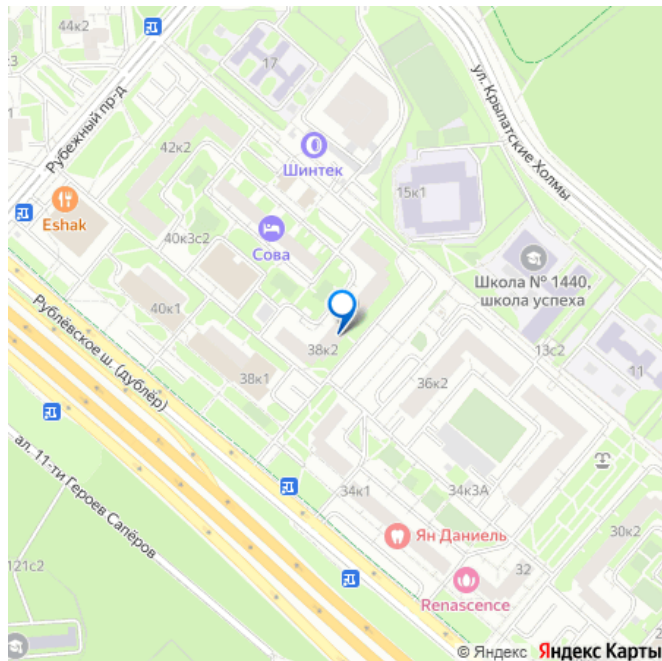 44к2
к3
17
ул. Крылатские Холмы
Рубежный пр-д
42к2
Шинтек
15к1
Eshak
40к3с2
Сова
Школа № 1440,
школа успеха
40к1
Рублёвское ш. (дублёр)
38к2
13с2
11
38к1
36к2
ал. 11-ти Героев Сапёров
34к1
34к3А
30к2
Ян Даниель
121с2
32
Renascence
2
© Яндекс Яндекс Карты